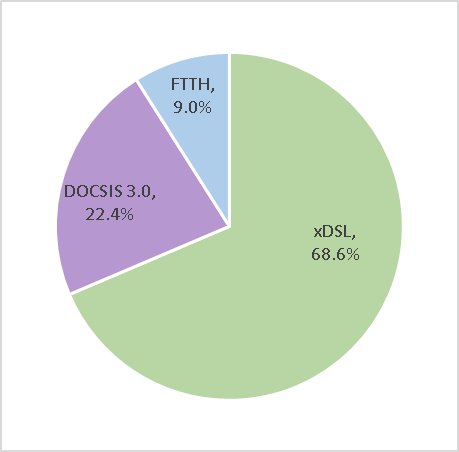 FTTH,
9.0%
DOCSIS 3.0,
22.4%
xDSL,
68.6%